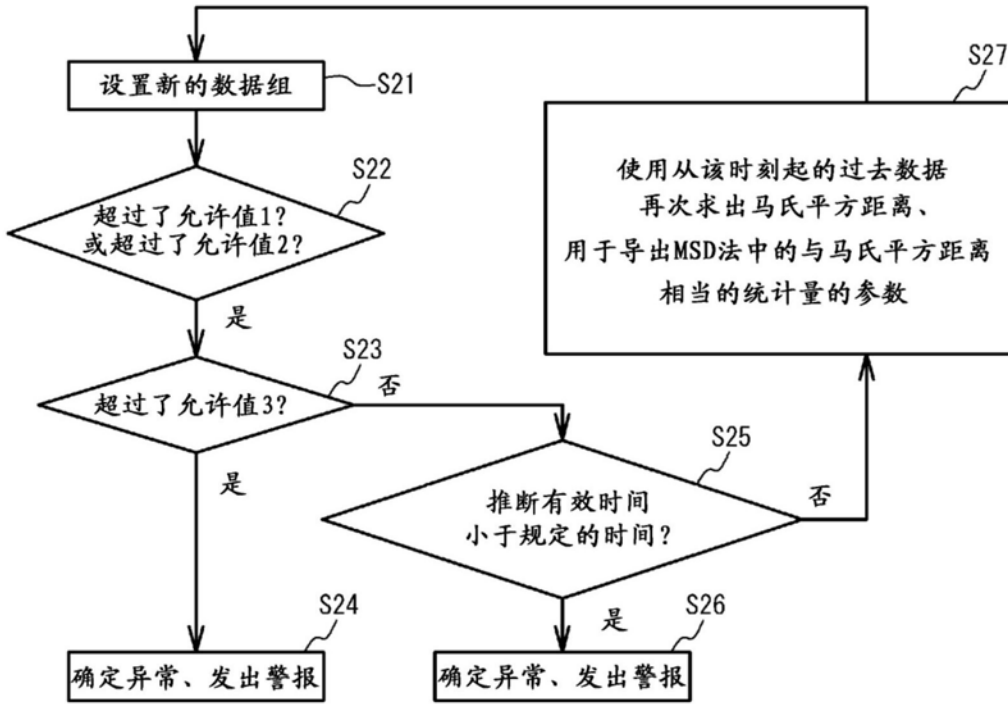 设置新的数据组
S21
S22
超过了允许值1?
或超过了允许值2?
是
S23
超过了允许值3?
否
是
S24
确定异常、发出警报
S25
推断有效时间
小于规定的时间?
否
是
S26
确定异常、发出警报
S27
使用从该时刻起的过去数据
再次求出马氏平方距离、
用于导出MSD法中的与马氏平方距离
相当的统计量的参数